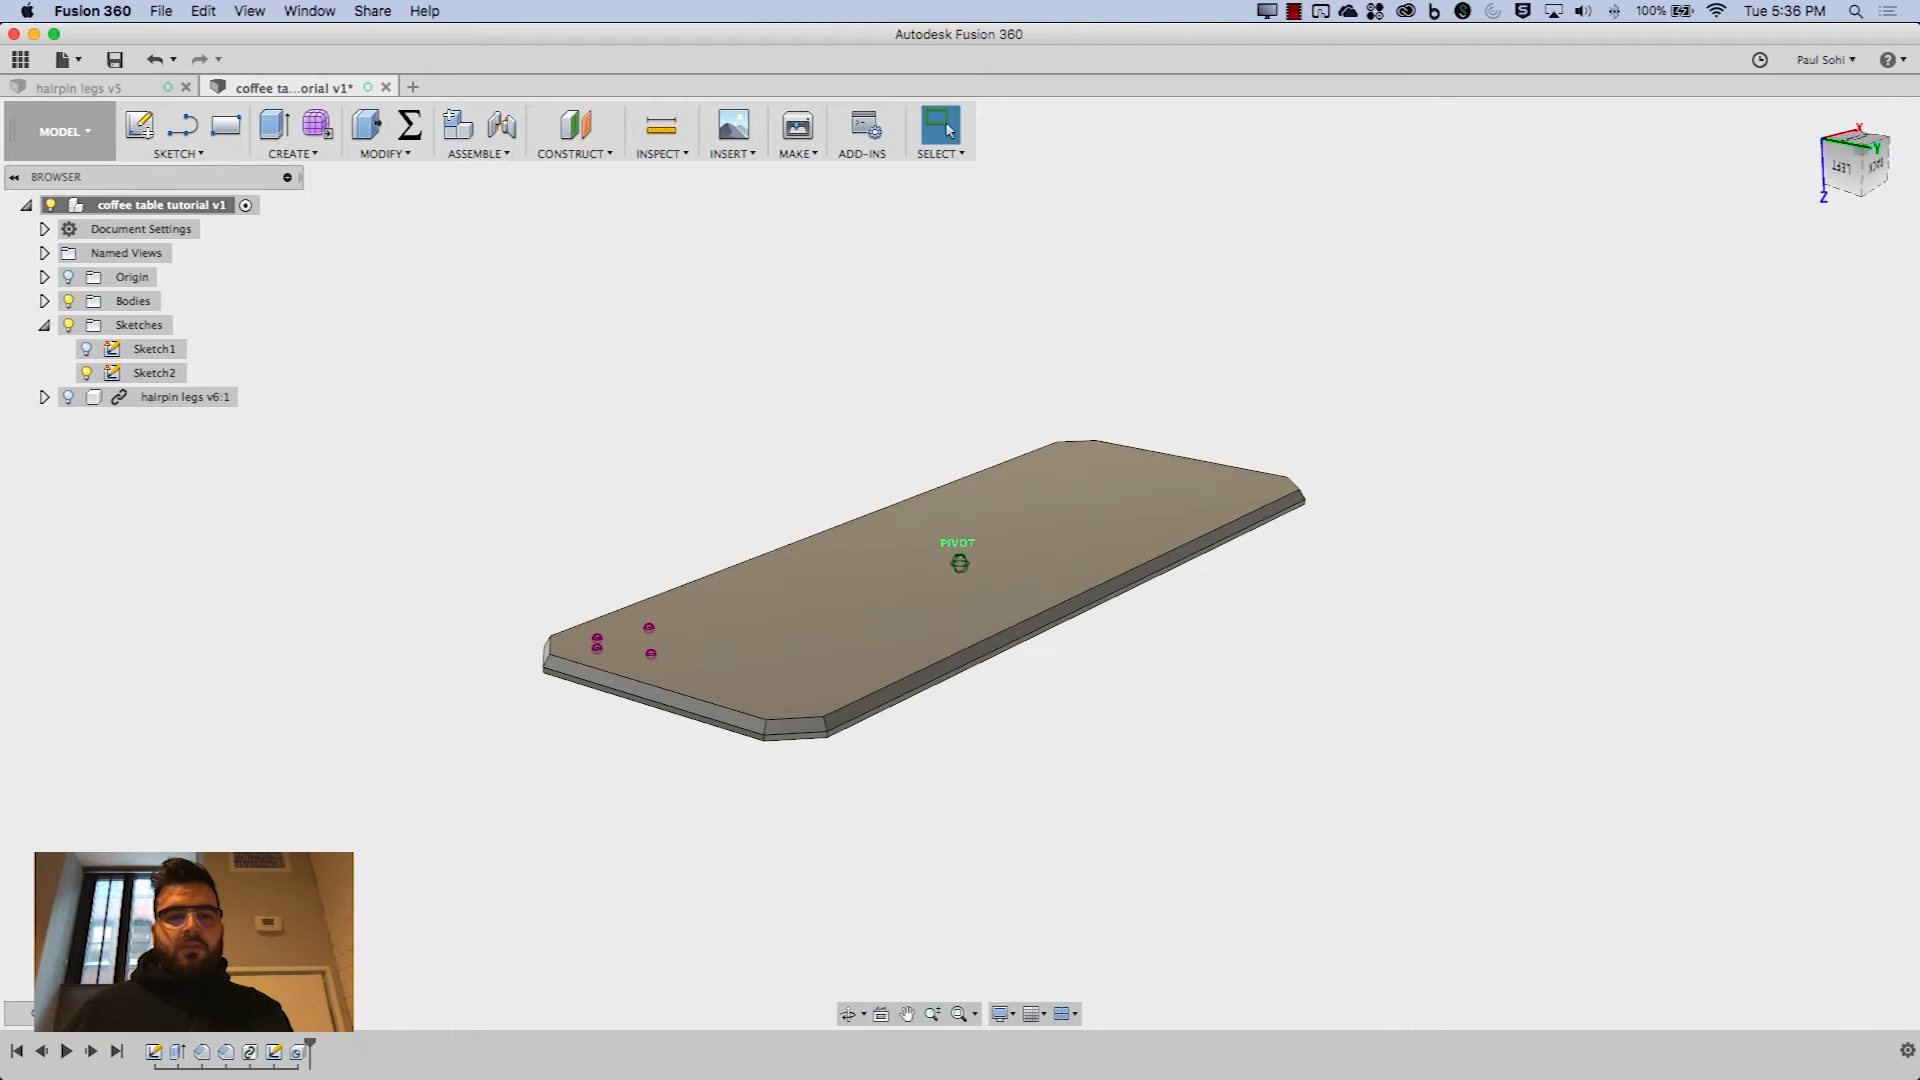 Fusion 360 File Edit View Window Share Help 100% Tue 5:36 PM
Autodesk Fusion 360
Paul Sohi
hairpin legs v5 coffee ta...orial v1*
MODEL
SKETCH CREATE MODIFY ASSEMBLE CONSTRUCT INSPECT INSERT MAKE ADD-INS SELECT
BROWSER
coffee table tutorial v1
Document Settings
Named Views
Origin
Bodies
Sketches
Sketch1
Sketch2
hairpin legs v6:1
X
Y
LEFT
BACK
Z
PIVOT